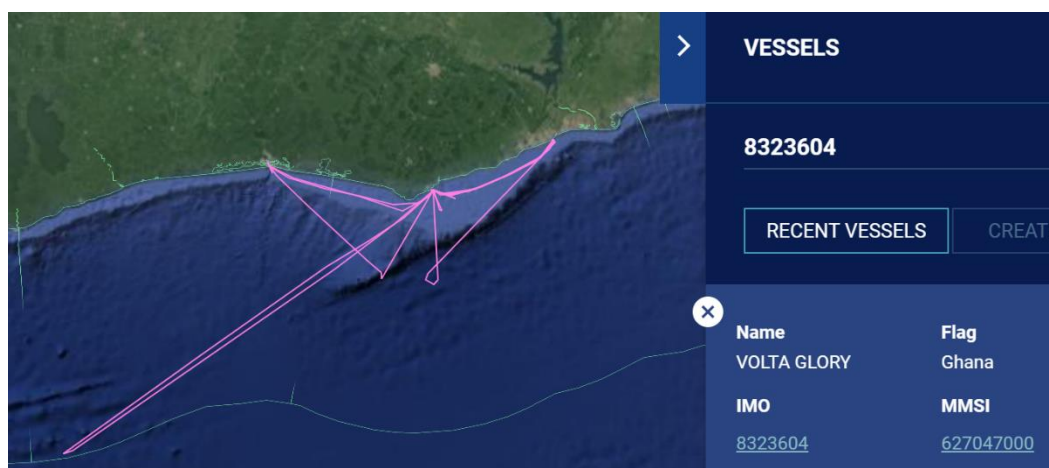 VESSELS
8323604
RECENT VESSELS
CREAT
Name Flag
VOLTA GLORY Ghana
IMO MMSI
8323604 627047000